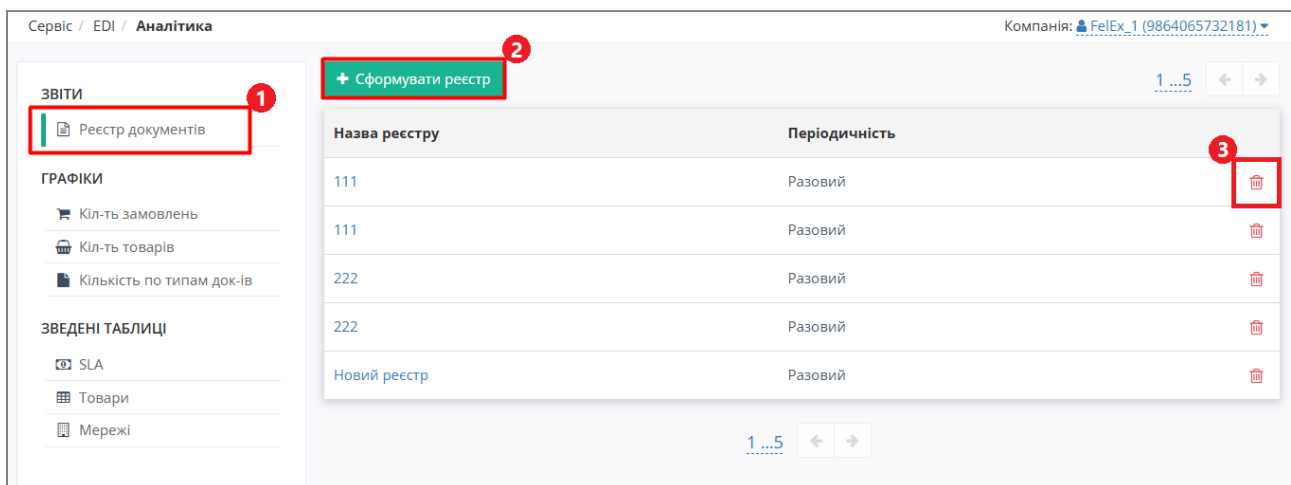 Сервіс / EDI / Аналітика
Компанія: FelEx_1 (9864065732181)
2
+ Сформувати реєстр
1 ...5
ЗВІТИ
1
Реєстр документів
Назва реєстру Періодичність
3
ГРАФІКИ
111 Разовий
Кіл-ть замовлень
111 Разовий
Кіл-ть товарів
222 Разовий
Кількість по типам док-ів
ЗВЕДЕНІ ТАБЛИЦІ
222 Разовий
SLA
Новий реєстр Разовий
Товари
Мережі
1 ...5